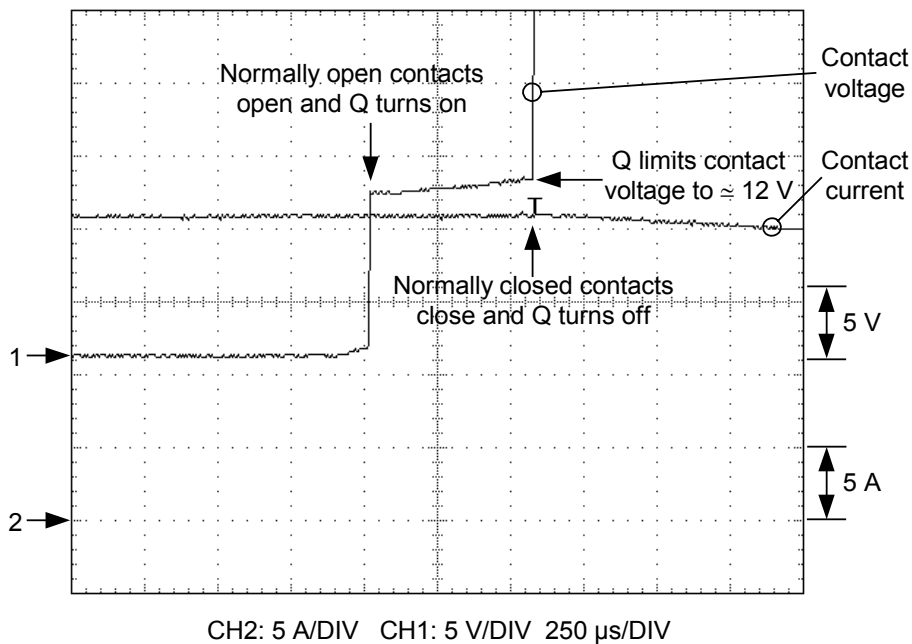 Contact
voltage
Normally open contacts
open and Q turns on
Q limits contact
voltage to ≃ 12 V
Contact
current
Normally closed contacts
close and Q turns off
5 V
1
5 A
2
CH2: 5 A/DIV CH1: 5 V/DIV 250 µs/DIV